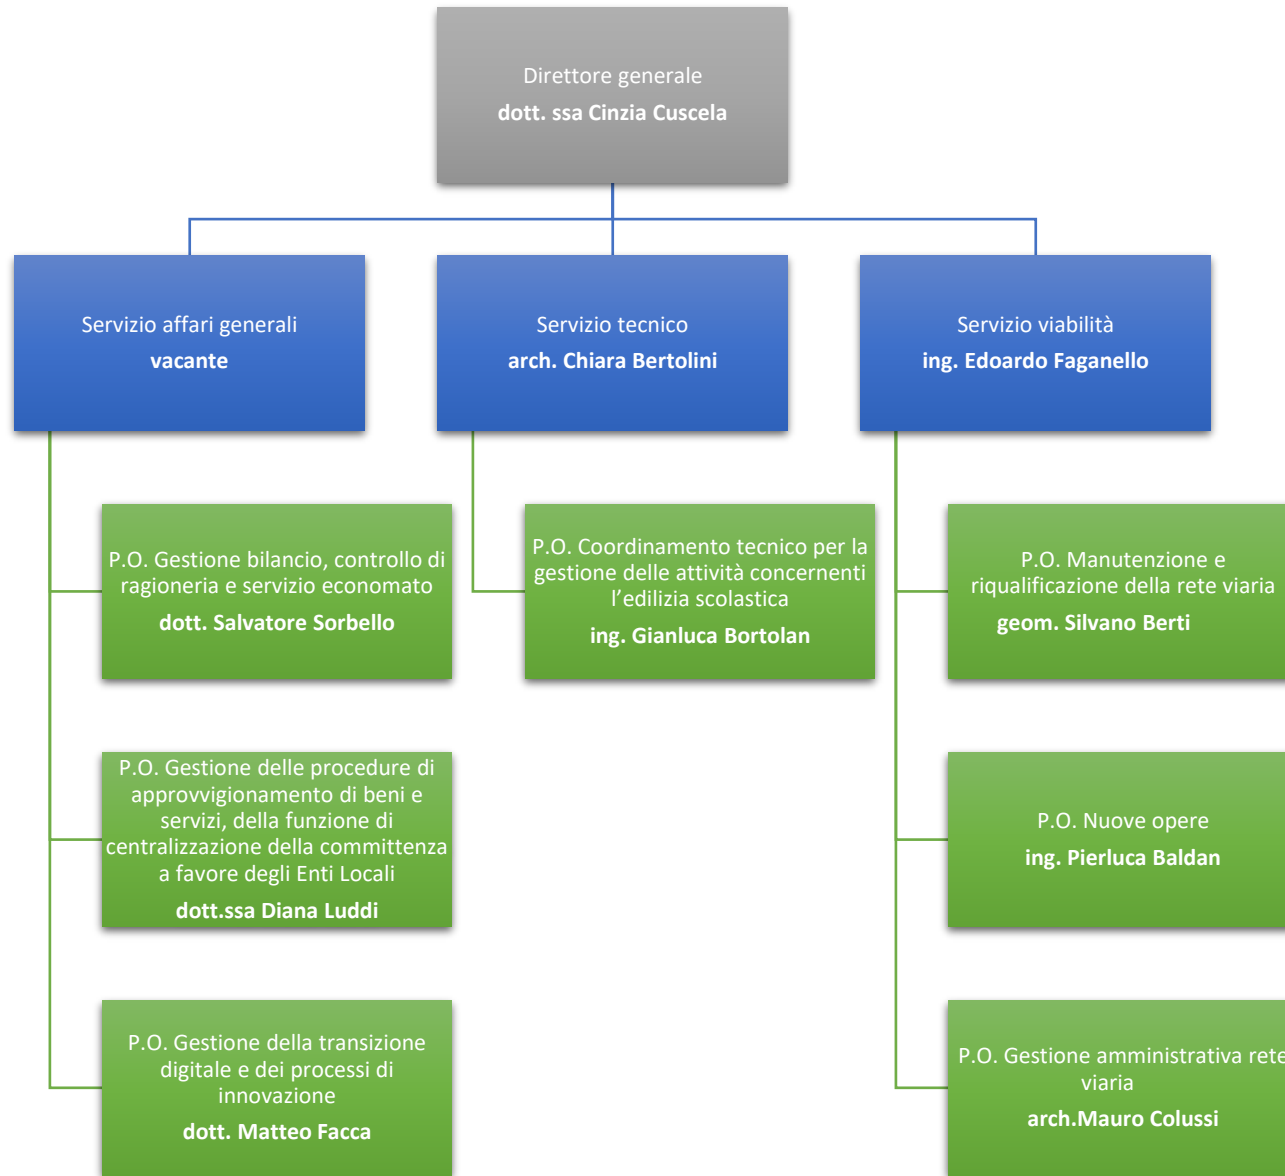 Direttore generale
dott. ssa Cinzia Cuscela
Servizio affari generali
vacante
Servizio tecnico
arch. Chiara Bertolini
Servizio viabilità
ing. Edoardo Faganello
P.O. Gestione bilancio, controllo di
ragioneria e servizio economato
dott. Salvatore Sorbello
P.O. Coordinamento tecnico per la
gestione delle attività concernenti
l’edilizia scolastica
ing. Gianluca Bortolan
P.O. Manutenzione e
riqualificazione della rete viaria
geom. Silvano Berti
P.O. Gestione delle procedure di
approvvigionamento di beni e
servizi, della funzione di
centralizzazione della committenza
a favore degli Enti Locali
dott.ssa Diana Luddi
P.O. Nuove opere
ing. Pierluca Baldan
P.O. Gestione della transizione
digitale e dei processi di
innovazione
dott. Matteo Facca
P.O. Gestione amministrativa rete
viaria
arch.Mauro Colussi